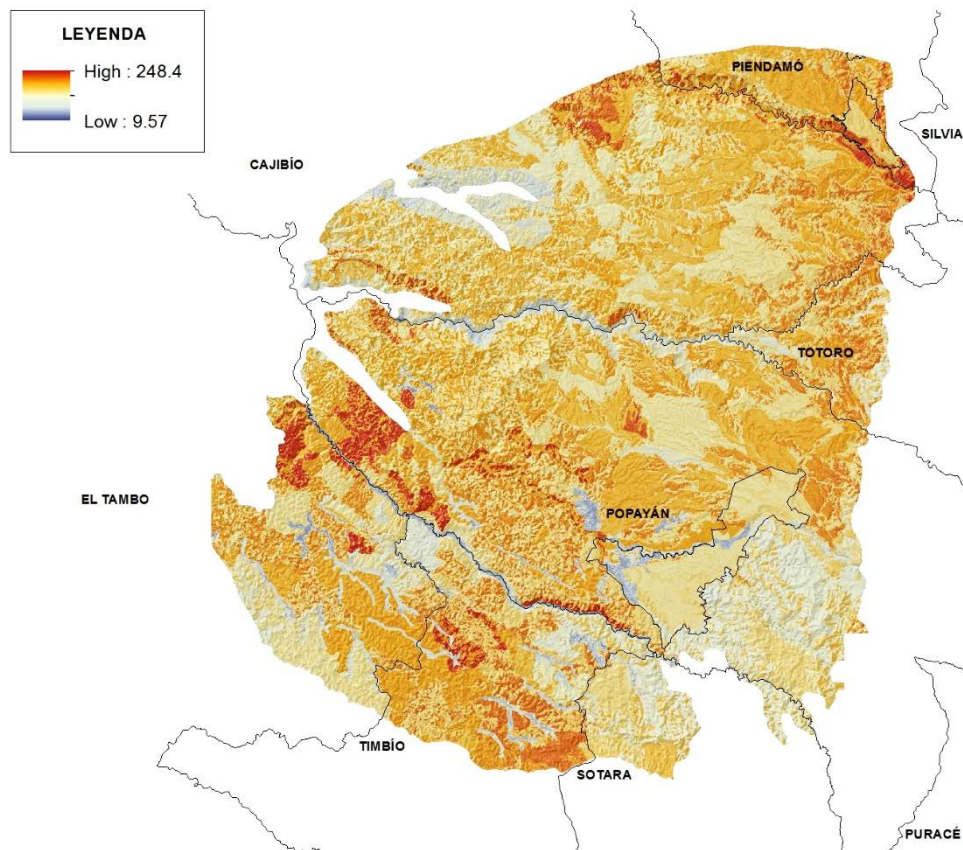 LEYENDA
High : 248.4
Low : 9.57
PIENDAMÓ
SILVIA
CAJIBÍO
TOTORO
EL TAMBO
POPAYÁN
TIMBÍO
SOTARA
PURACÉ